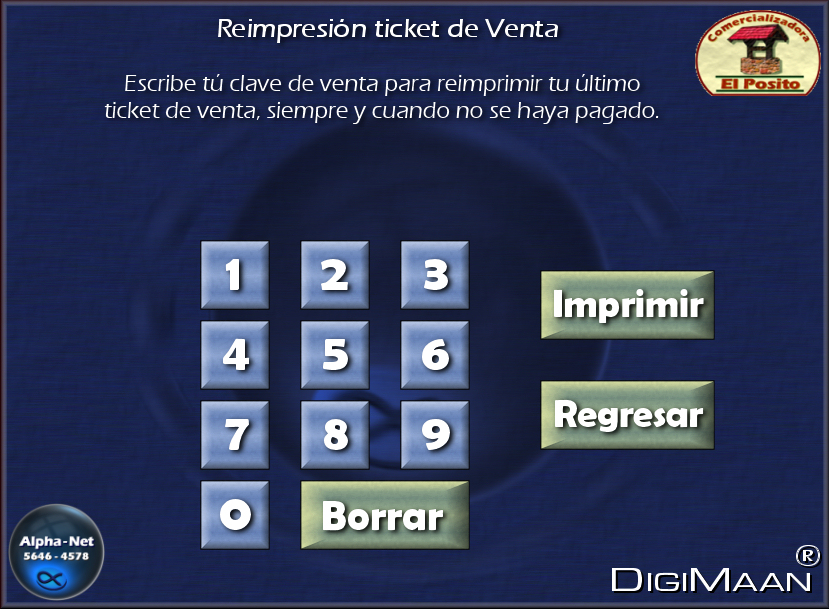 Reimpresión ticket de Venta
Comercializadora
El Posito
Escribe tú clave de venta para reimprimir tu último
ticket de venta, siempre y cuando no se haya pagado.
1 2 3
Imprimir
4 5 6
Regresar
7 8 9
0 Borrar
Alpha-Net
5646 - 4578
DIGIMAAN®